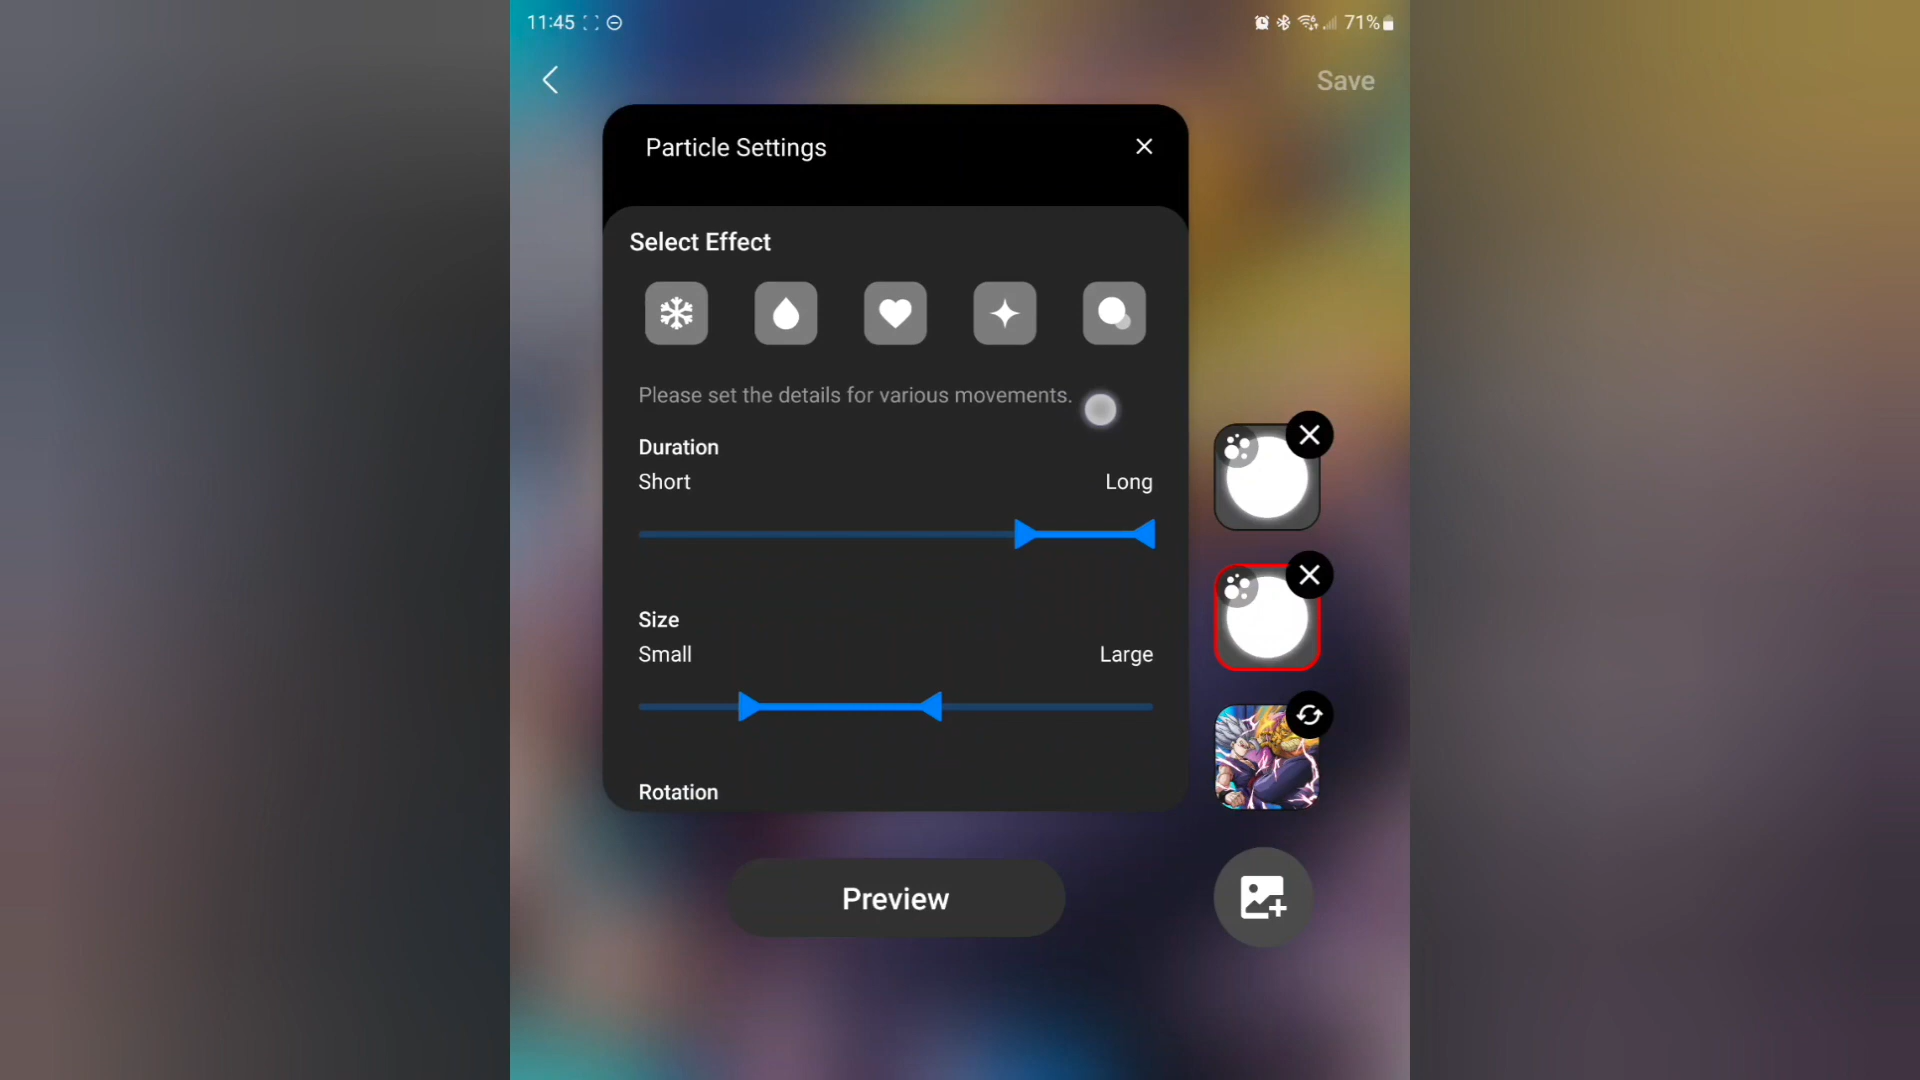 11:45
71%
Save
Particle Settings
Select Effect
Please set the details for various movements.
Duration
Short
Long
Size
Small
Large
Rotation
Preview